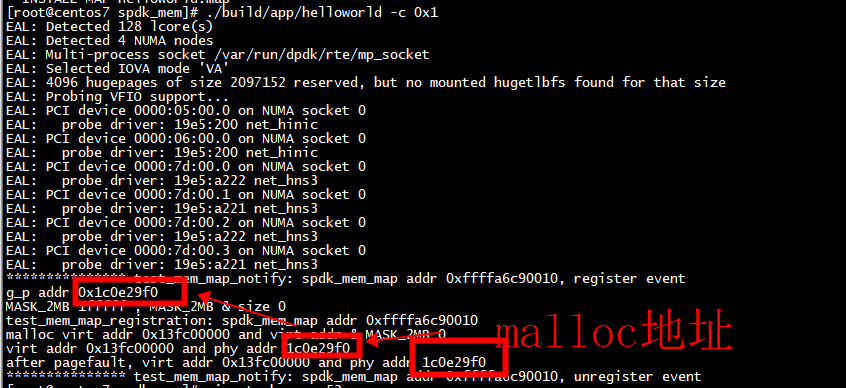 INSTALL-MAP helloworld.map
[root@centos7 spdk_mem]# ./build/app/helloworld -c 0x1
EAL: Detected 128 lcore(s)
EAL: Detected 4 NUMA nodes
EAL: Multi-process socket /var/run/dpdk/rte/mp_socket
EAL: Selected IOVA mode 'VA'
EAL: 4096 hugepages of size 2097152 reserved, but no mounted hugetlbfs found for that size
EAL: Probing VFIO support...
EAL: PCI device 0000:05:00.0 on NUMA socket 0
EAL:   probe driver: 19e5:200 net_hinic
EAL: PCI device 0000:06:00.0 on NUMA socket 0
EAL:   probe driver: 19e5:200 net_hinic
EAL: PCI device 0000:7d:00.0 on NUMA socket 0
EAL:   probe driver: 19e5:a222 net_hns3
EAL: PCI device 0000:7d:00.1 on NUMA socket 0
EAL:   probe driver: 19e5:a221 net_hns3
EAL: PCI device 0000:7d:00.2 on NUMA socket 0
EAL:   probe driver: 19e5:a222 net_hns3
EAL: PCI device 0000:7d:00.3 on NUMA socket 0
EAL:   probe driver: 19e5:a221 net_hns3
*************** test_mem_map_notify: spdk_mem_map addr 0xffffa6c90010, register event
g_p addr 0x1c0e29f0
MASK_2MB 1fffff , MASK_2MB & size 0
test_mem_map_registration: spdk_mem_map addr 0xffffa6c90010
malloc virt addr 0x13fc00000 and virt addr & MASK_2MB 0
virt addr 0x13fc00000 and phy addr 1c0e29f0
after pagefault, virt addr 0x13fc00000 and phy addr 1c0e29f0
*************** test_mem_map_notify: spdk_mem_map addr 0xffffa6c90010, unregister event
malloc地址